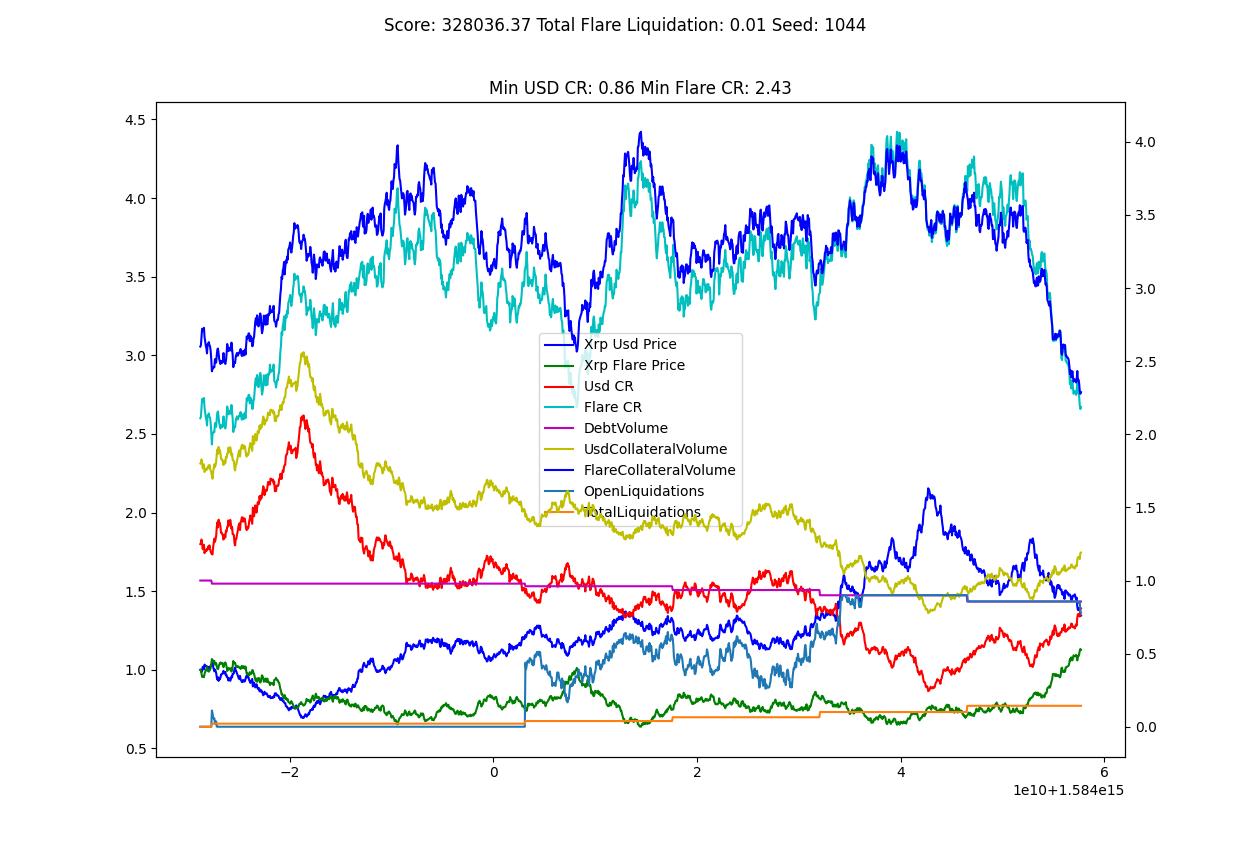 Score: 328036.37 Total Flare Liquidation: 0.01 Seed: 1044
Min USD CR: 0.86 Min Flare CR: 2.43
4.5
4.0
3.5
3.0
2.5
2.0
1.5
1.0
0.5
4.0
3.5
3.0
2.5
2.0
1.5
1.0
0.5
0.0
Xrp Usd Price
Xrp Flare Price
Usd CR
Flare CR
DebtVolume
UsdCollateralVolume
FlareCollateralVolume
OpenLiquidations
TotalLiquidations
−2 0 2 4 6
1e10+1.584e15